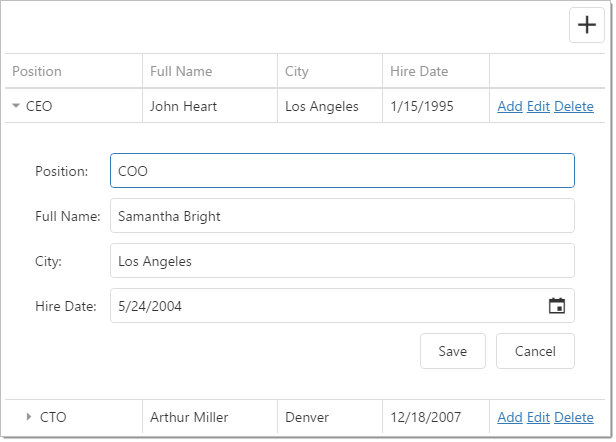 Position Full Name City Hire Date
CEO John Heart Los Angeles 1/15/1995 Add Edit Delete
Position: COO
Full Name: Samantha Bright
City: Los Angeles
Hire Date: 5/24/2004
Save Cancel
CTO Arthur Miller Denver 12/18/2007 Add Edit Delete